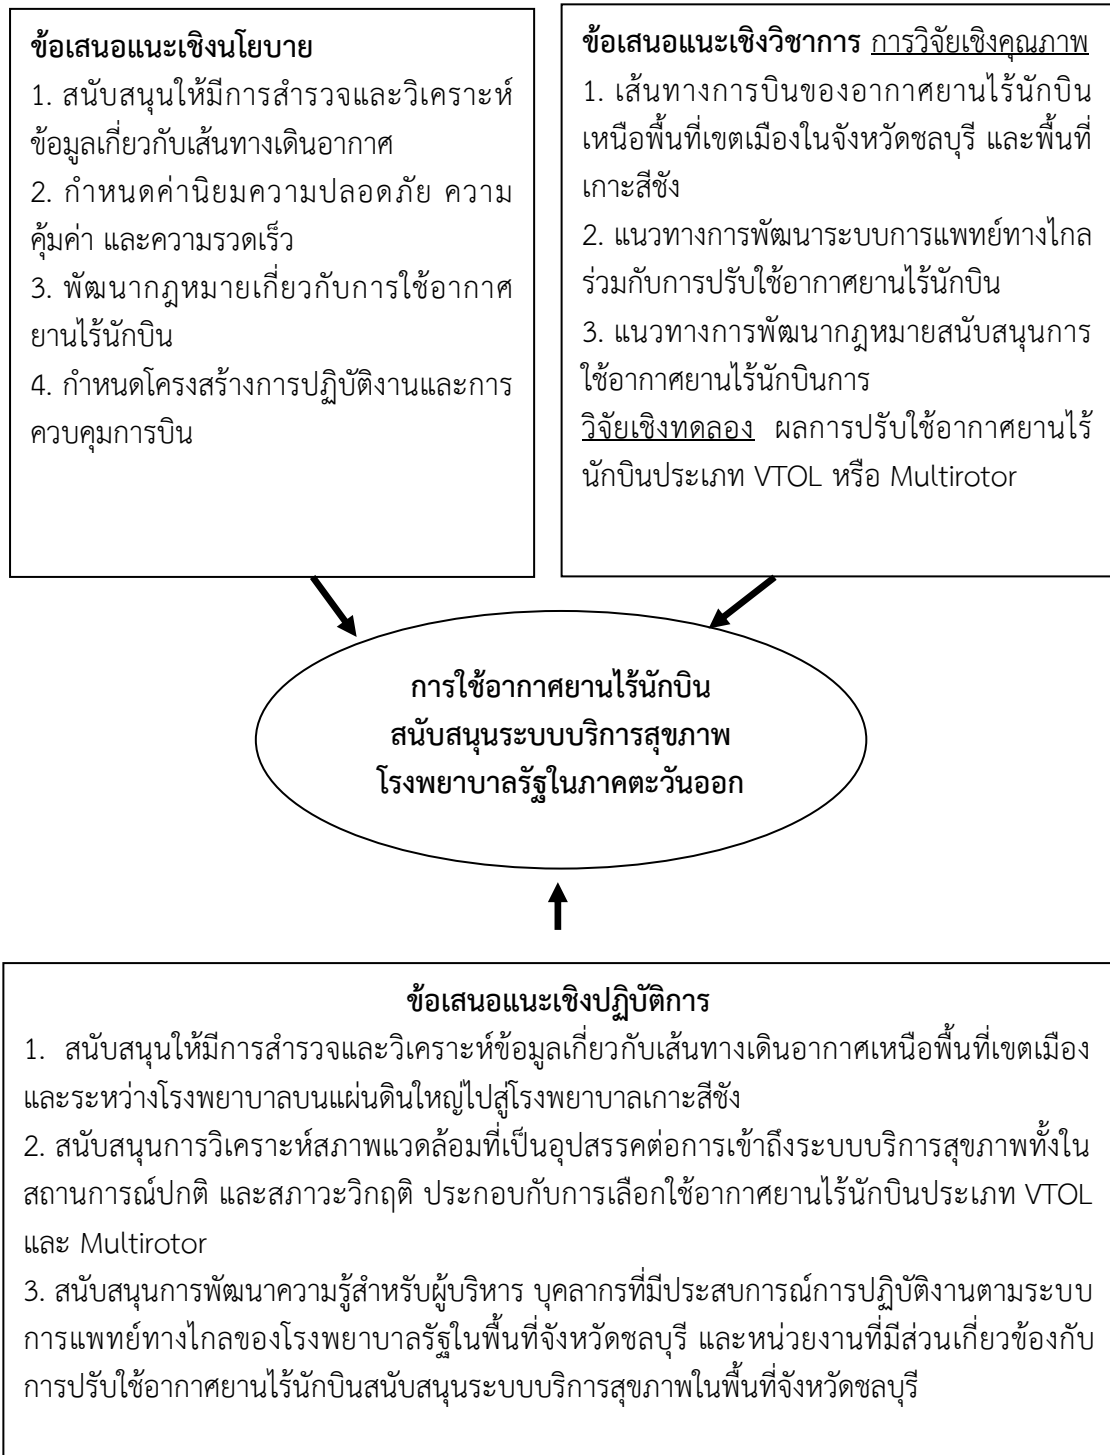 ข้อเสนอแนะเชิงนโยบาย
1. สนับสนุนให้มีการสำรวจและวิเคราะห์
ข้อมูลเกี่ยวกับเส้นทางเดินอากาศ
2. กำหนดค่านิยมความปลอดภัย ความ
คุ้มค่า และความรวดเร็ว
3. พัฒนากฎหมายเกี่ยวกับการใช้อากาศ
ยานไร้นักบิน
4. กำหนดโครงสร้างการปฏิบัติงานและการ
ควบคุมการบิน
ข้อเสนอแนะเชิงวิชาการ การวิจัยเชิงคุณภาพ
1. เส้นทางการบินของอากาศยานไร้นักบิน
เหนือพื้นที่เขตเมืองในจังหวัดชลบุรี และพื้นที่
เกาะสีชัง
2. แนวทางการพัฒนาระบบการแพทย์ทางไกล
ร่วมกับการปรับใช้อากาศยานไร้นักบิน
3. แนวทางการพัฒนากฎหมายสนับสนุนการ
ใช้อากาศยานไร้นักบินการ
วิจัยเชิงทดลอง ผลการปรับใช้อากาศยานไร้
นักบินประเภท VTOL หรือ Multirotor
การใช้อากาศยานไร้นักบิน
สนับสนุนระบบบริการสุขภาพ
โรงพยาบาลรัฐในภาคตะวันออก
ข้อเสนอแนะเชิงปฏิบัติการ
1. สนับสนุนให้มีการสำรวจและวิเคราะห์ข้อมูลเกี่ยวกับเส้นทางเดินอากาศเหนือพื้นที่เขตเมือง
และระหว่างโรงพยาบาลบนแผ่นดินใหญ่ไปสู่โรงพยาบาลเกาะสีชัง
2. สนับสนุนการวิเคราะห์สภาพแวดล้อมที่เป็นอุปสรรคต่อการเข้าถึงระบบบริการสุขภาพทั้งใน
สถานการณ์ปกติ และสภาวะวิกฤติ ประกอบกับการเลือกใช้อากาศยานไร้นักบินประเภท VTOL
และ Multirotor
3. สนับสนุนการพัฒนาความรู้สำหรับผู้บริหาร บุคลากรที่มีประสบการณ์การปฏิบัติงานตามระบบ
การแพทย์ทางไกลของโรงพยาบาลรัฐในพื้นที่จังหวัดชลบุรี และหน่วยงานที่มีส่วนเกี่ยวข้องกับ
การปรับใช้อากาศยานไร้นักบินสนับสนุนระบบบริการสุขภาพในพื้นที่จังหวัดชลบุรี